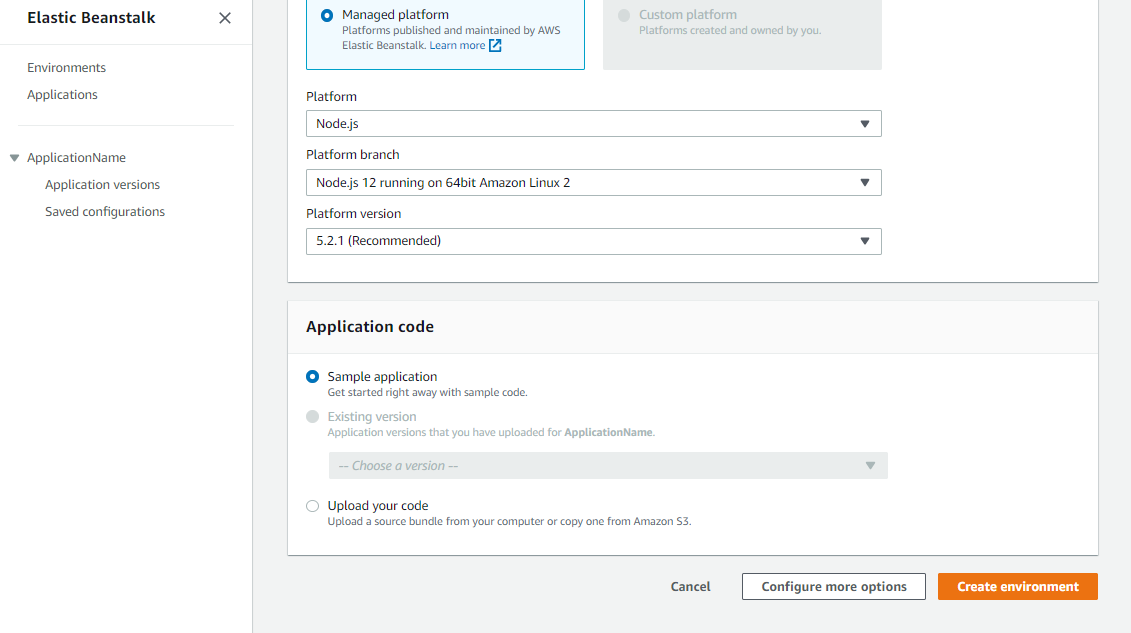 Elastic Beanstalk
Environments
Applications
ApplicationName
Application versions
Saved configurations
Managed platform
Platforms published and maintained by AWS
Elastic Beanstalk. Learn more
Custom platform
Platforms created and owned by you.
Platform
Node.js
Platform branch
Node.js 12 running on 64bit Amazon Linux 2
Platform version
5.2.1 (Recommended)
Application code
Sample application
Get started right away with sample code.
Existing version
Application versions that you have uploaded for ApplicationName.
-- Choose a version --
Upload your code
Upload a source bundle from your computer or copy one from Amazon S3.
Cancel
Configure more options
Create environment